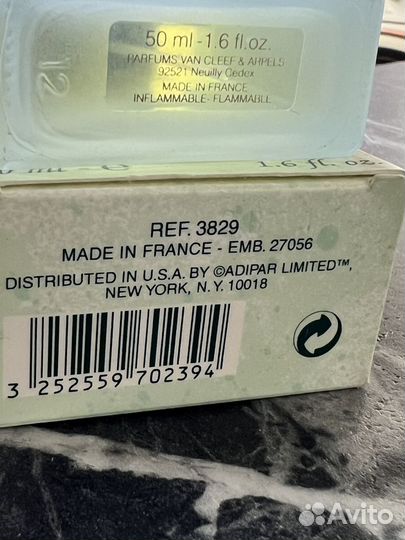 50 ml - 1.6 fl.oz.
PARFUMS VAN CLEEF & ARPELS
92521 Neuilly Cedex
MADE IN FRANCE
INFLAMMABLE - FLAMMABLE
12
ml
1.6 fl. oz.
REF. 3829
MADE IN FRANCE - EMB. 27056
DISTRIBUTED IN U.S.A. BY ©ADIPAR LIMITED™,
NEW YORK, N.Y. 10018
3 252559 702394
Avito